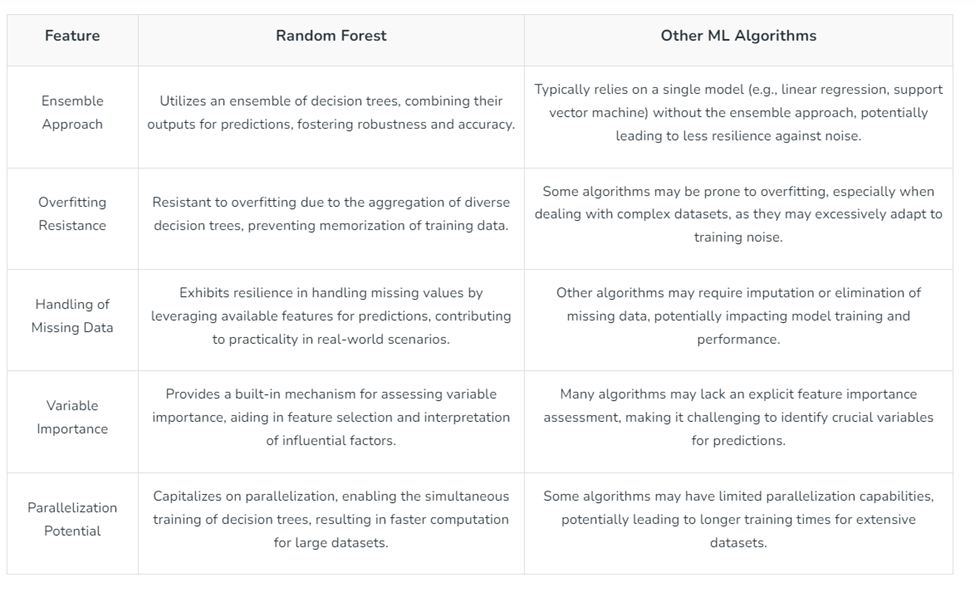 Feature
Random Forest
Other ML Algorithms
Ensemble
Approach
Utilizes an ensemble of decision trees, combining their
outputs for predictions, fostering robustness and accuracy.
Typically relies on a single model (e.g., linear regression, support
vector machine) without the ensemble approach, potentially
leading to less resilience against noise.
Overfitting
Resistance
Resistant to overfitting due to the aggregation of diverse
decision trees, preventing memorization of training data.
Some algorithms may be prone to overfitting, especially when
dealing with complex datasets, as they may excessively adapt to
training noise.
Handling of
Missing Data
Exhibits resilience in handling missing values by
leveraging available features for predictions, contributing
to practicality in real-world scenarios.
Other algorithms may require imputation or elimination of
missing data, potentially impacting model training and
performance.
Variable
Importance
Provides a built-in mechanism for assessing variable
importance, aiding in feature selection and interpretation
of influential factors.
Many algorithms may lack an explicit feature importance
assessment, making it challenging to identify crucial variables
for predictions.
Parallelization
Potential
Capitalizes on parallelization, enabling the simultaneous
training of decision trees, resulting in faster computation
for large datasets.
Some algorithms may have limited parallelization capabilities,
potentially leading to longer training times for extensive
datasets.